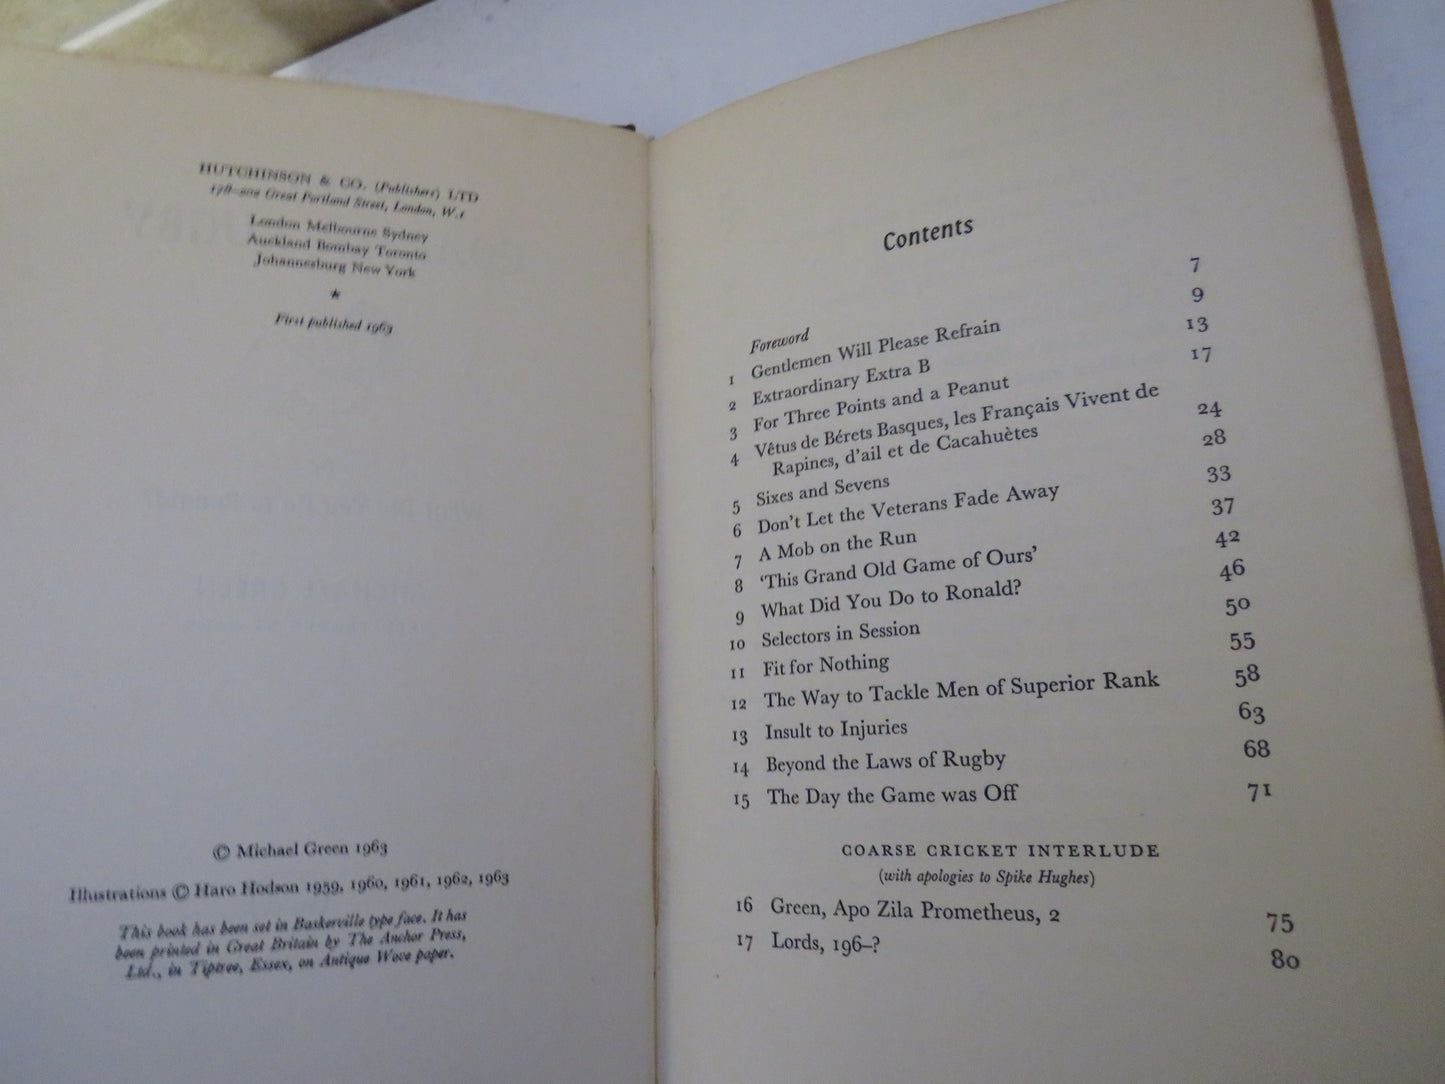 HUTCHINSON & CO. (Publishers) LTD
178–202 Great Portland Street, London, W.1
London Melbourne Sydney
Auckland Bombay Toronto
Johannesburg New York
★
First published 1963
© Michael Green 1963
Illustrations © Haro Hodson 1959, 1960, 1961, 1962, 1963
This book has been set in Baskerville type face. It has
been printed in Great Britain by The Anchor Press,
Ltd., in Tiptree, Essex, on Antique Wove paper.
Contents
Foreword 7
1 Gentlemen Will Please Refrain 9
2 Extraordinary Extra B 13
3 For Three Points and a Peanut 17
4 Vêtus de Bérets Basques, les Français Vivent de
Rapines, d'ail et de Cacahuètes 24
5 Sixes and Sevens 28
6 Don't Let the Veterans Fade Away 33
7 A Mob on the Run 37
8 'This Grand Old Game of Ours' 42
9 What Did You Do to Ronald? 46
10 Selectors in Session 50
11 Fit for Nothing 55
12 The Way to Tackle Men of Superior Rank 58
13 Insult to Injuries 63
14 Beyond the Laws of Rugby 68
15 The Day the Game was Off 71
COARSE CRICKET INTERLUDE
(with apologies to Spike Hughes)
16 Green, Apo Zila Prometheus, 2 75
17 Lords, 196–? 80